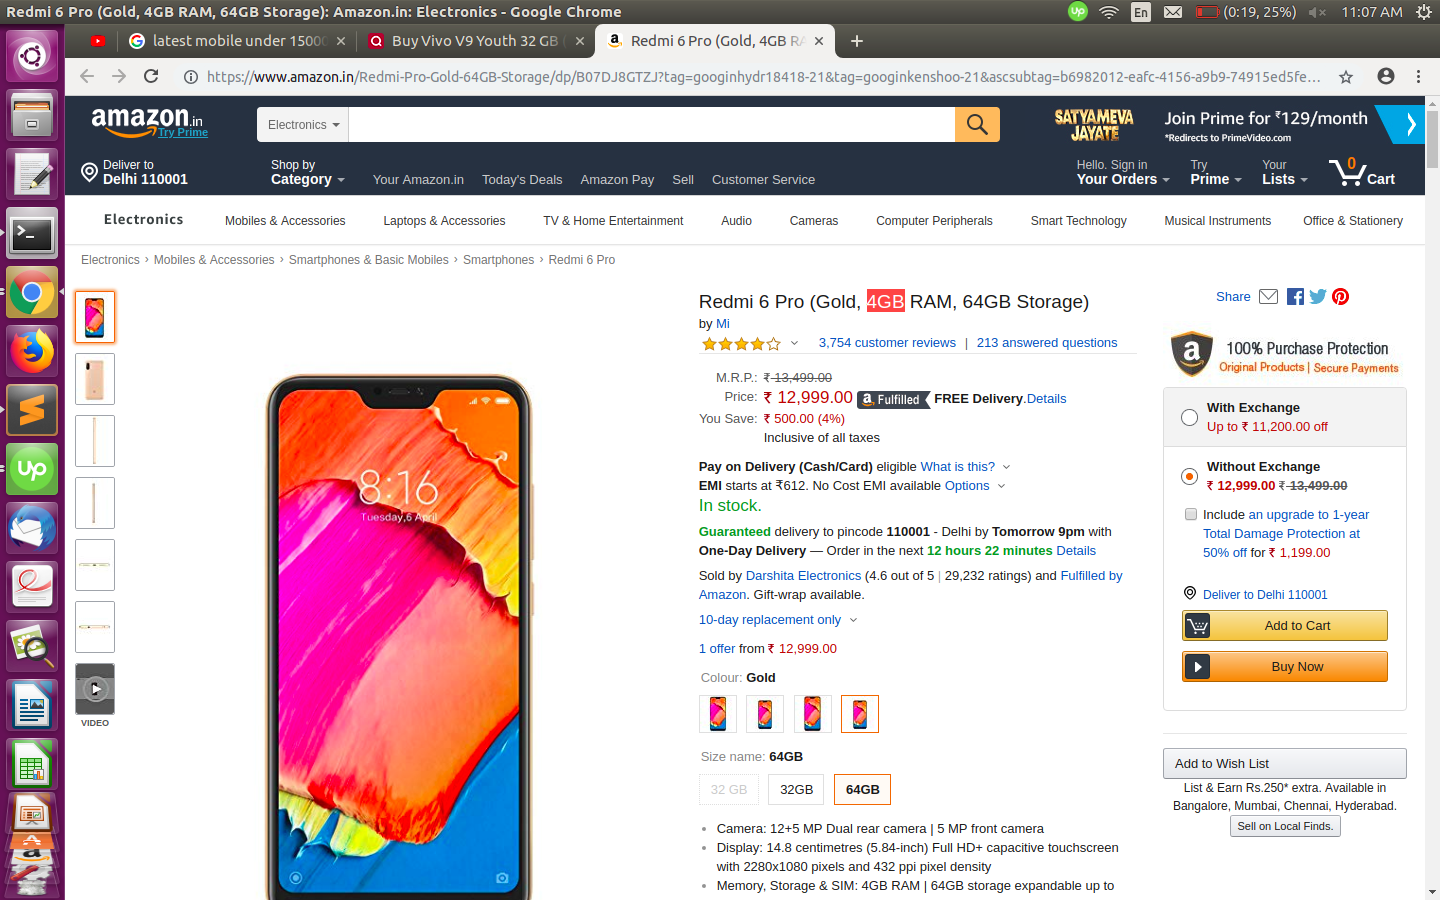 Redmi 6 Pro (Gold, 4GB RAM, 64GB Storage): Amazon.in: Electronics - Google Chrome
En (0:19, 25%) 11:07 AM
latest mobile under 1500
Buy Vivo V9 Youth 32 GB
Redmi 6 Pro (Gold, 4GB RA
https://www.amazon.in/Redmi-Pro-Gold-64GB-Storage/dp/B07DJ8GTZJ?tag=googinhydr18418-21&tag=googinkenshoo-21&ascsubtag=b6982012-eafc-4156-a9b9-74915ed5fe...
amazon.in
Try Prime
Electronics
SATYAMEVA JAYATE
Join Prime for ₹129/month
*Redirects to PrimeVideo.com
Deliver to
Delhi 110001
Shop by
Category
Your Amazon.in Today's Deals Amazon Pay Sell Customer Service
Hello. Sign in
Your Orders
Try
Prime
Your
Lists
0
Cart
Electronics Mobiles & Accessories Laptops & Accessories TV & Home Entertainment Audio Cameras Computer Peripherals Smart Technology Musical Instruments Office & Stationery
Electronics › Mobiles & Accessories › Smartphones & Basic Mobiles › Smartphones › Redmi 6 Pro
VIDEO
8:16
Tuesday,6 April
Redmi 6 Pro (Gold, 4GB RAM, 64GB Storage)
by Mi
3,754 customer reviews | 213 answered questions
M.R.P.: ₹ 13,499.00
Price: ₹ 12,999.00 a Fulfilled FREE Delivery.Details
You Save: ₹ 500.00 (4%)
Inclusive of all taxes
Pay on Delivery (Cash/Card) eligible What is this?
EMI starts at ₹612. No Cost EMI available Options
In stock.
Guaranteed delivery to pincode 110001 - Delhi by Tomorrow 9pm with
One-Day Delivery — Order in the next 12 hours 22 minutes Details
Sold by Darshita Electronics (4.6 out of 5 | 29,232 ratings) and Fulfilled by
Amazon. Gift-wrap available.
10-day replacement only
1 offer from ₹ 12,999.00
Colour: Gold
Size name: 64GB
32 GB 32GB 64GB
Camera: 12+5 MP Dual rear camera | 5 MP front camera
Display: 14.8 centimetres (5.84-inch) Full HD+ capacitive touchscreen
with 2280x1080 pixels and 432 ppi pixel density
Memory, Storage & SIM: 4GB RAM | 64GB storage expandable up to
Share
100% Purchase Protection
Original Products | Secure Payments
With Exchange
Up to ₹ 11,200.00 off
Without Exchange
₹ 12,999.00 ₹ 13,499.00
Include an upgrade to 1-year
Total Damage Protection at
50% off for ₹ 1,199.00
Deliver to Delhi 110001
Add to Cart
Buy Now
Add to Wish List
List & Earn Rs.250* extra. Available in
Bangalore, Mumbai, Chennai, Hyderabad.
Sell on Local Finds.